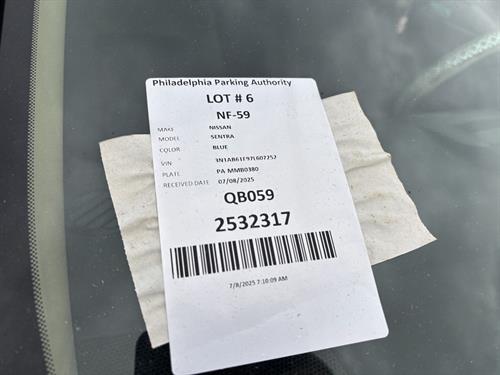 Philadelphia Parking Authority
LOT # 6
NF-59
MAKE NISSAN
MODEL SENTRA
COLOR BLUE
VIN 3N1AB61E97L607252
PLATE PA MMB0380
RECEIVED DATE 07/08/2025
QB059
2532317
7/8/2025 7:10:09 AM